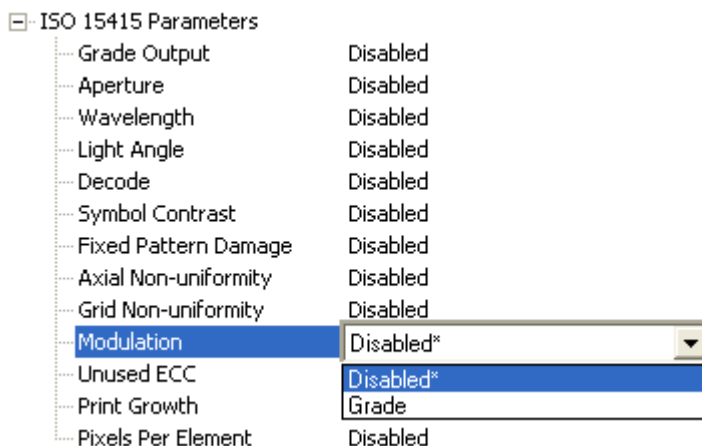 ISO 15415 Parameters
Grade Output Disabled
Aperture Disabled
Wavelength Disabled
Light Angle Disabled
Decode Disabled
Symbol Contrast Disabled
Fixed Pattern Damage Disabled
Axial Non-uniformity Disabled
Grid Non-uniformity Disabled
Modulation Disabled*
Unused ECC Disabled*
Print Growth Grade
Pixels Per Element Disabled